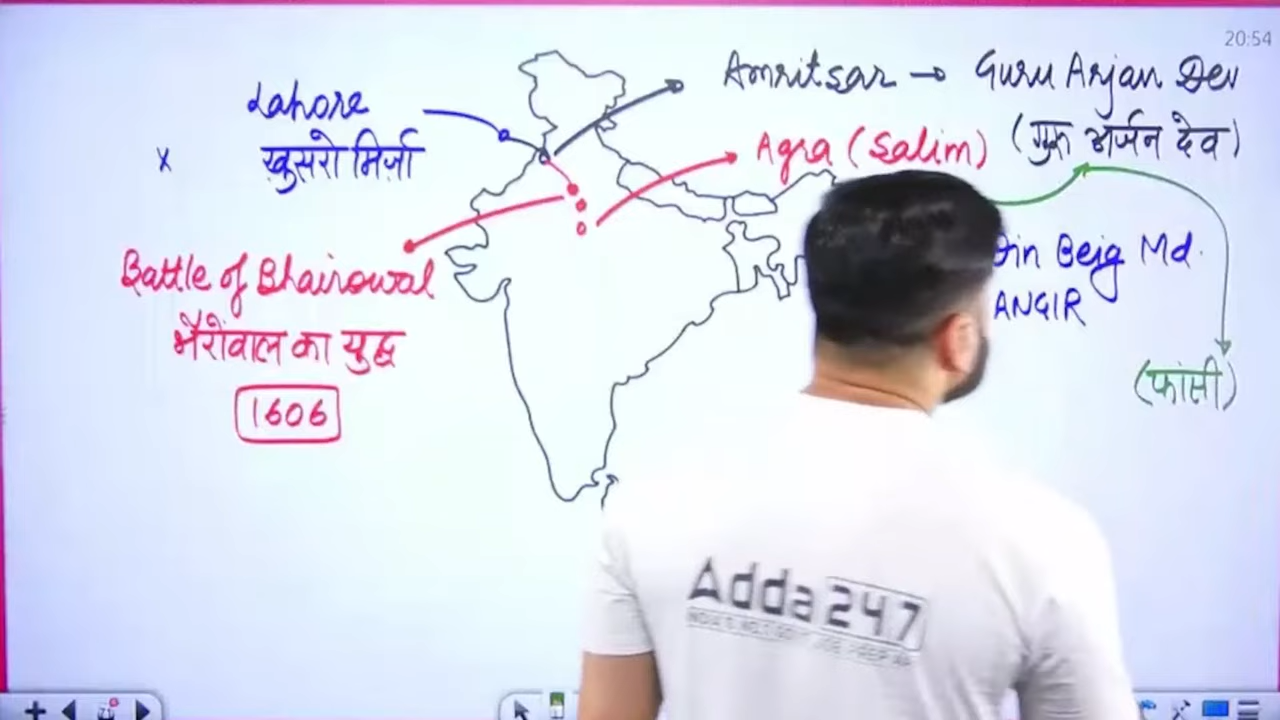 20:54
Lahore
x ख़ुसरो मिर्ज़ा
Amritsar → Guru Arjan Dev
(गुरु अर्जन देव)
Agra (Salim)
Battle of Bhairowal
भैरोंवाल का युद्ध
1606
Din Beig Md.
ANGIR
(फांसी)
Adda247